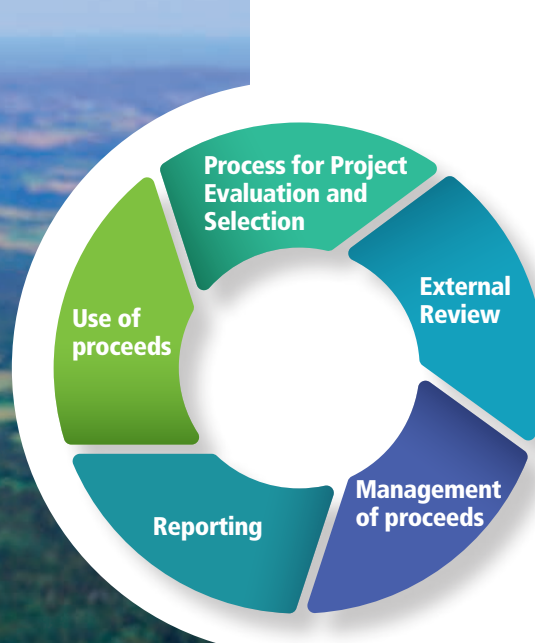 Process for Project
Evaluation and
Selection
External
Review
Use of
proceeds
Management
of proceeds
Reporting